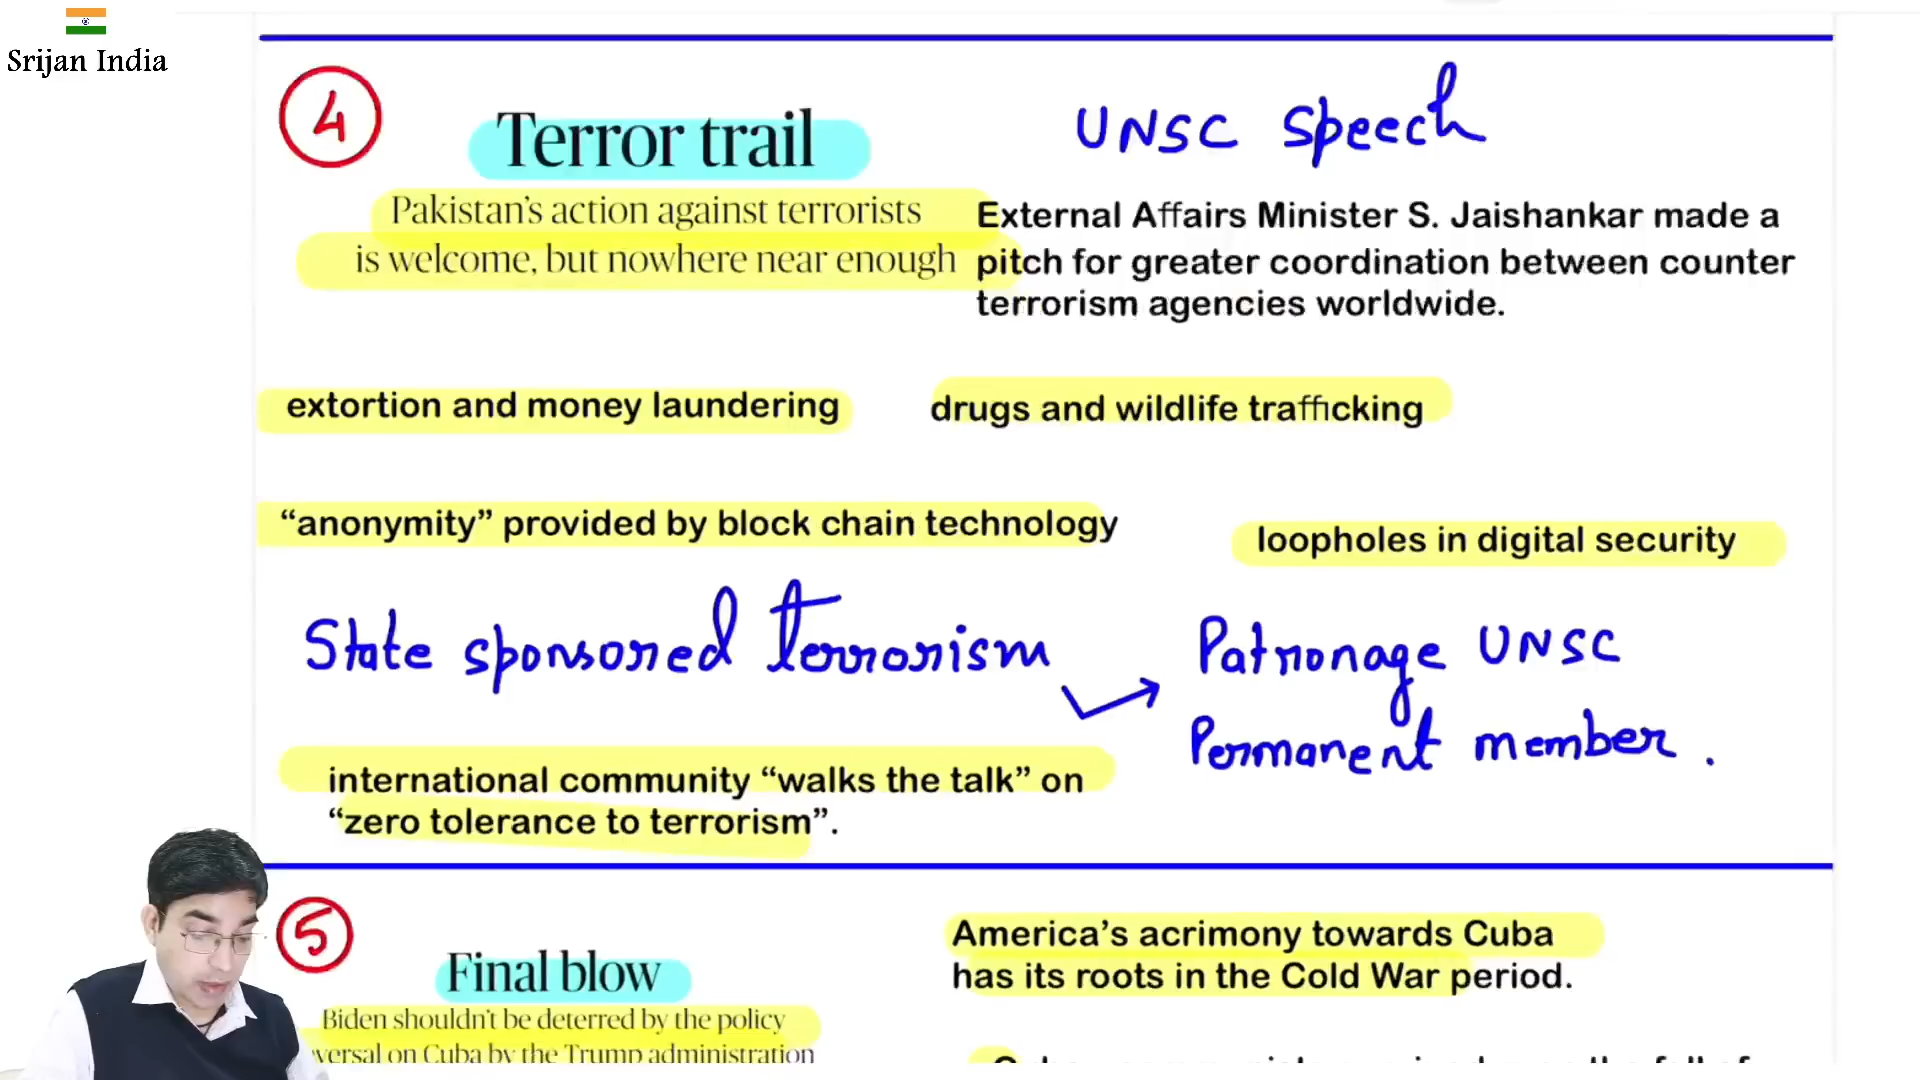 Srijan India
4
Terror trail
UNSC speech
Pakistan's action against terrorists
is welcome, but nowhere near enough
External Affairs Minister S. Jaishankar made a
pitch for greater coordination between counter
terrorism agencies worldwide.
extortion and money laundering
drugs and wildlife trafficking
“anonymity” provided by block chain technology
loopholes in digital security
State sponsored terrorism
Patronage UNSC
Permanent member.
international community “walks the talk” on
“zero tolerance to terrorism”.
5
Final blow
Biden shouldn't be deterred by the policy
versal on Cuba by the Trump administration
America's acrimony towards Cuba
has its roots in the Cold War period.